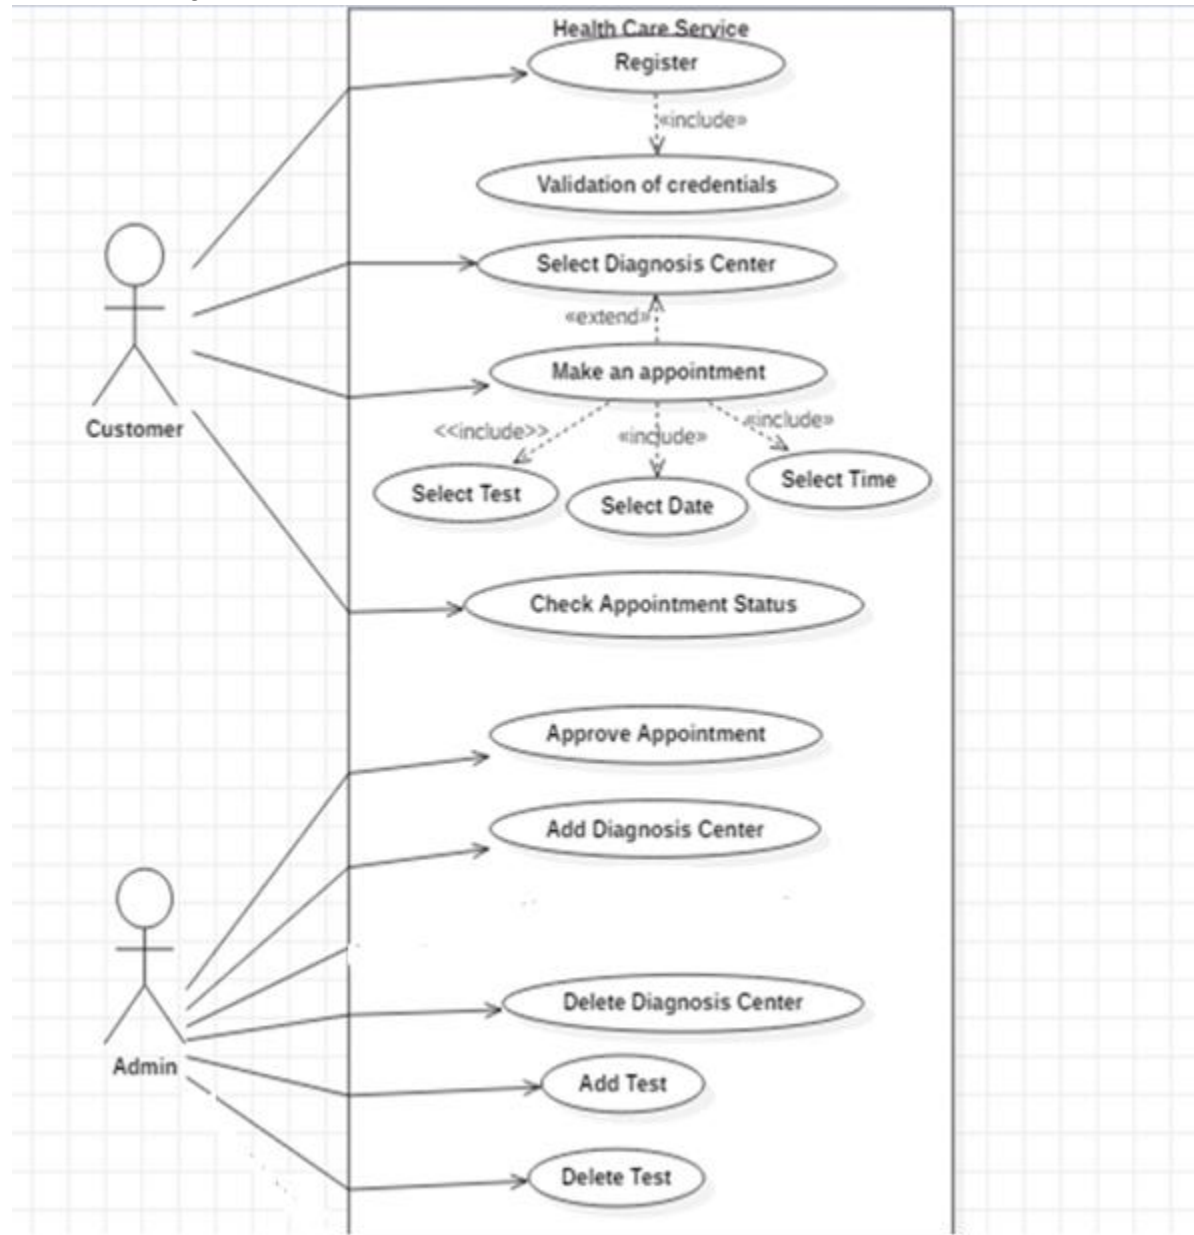 Health Care Service
Register
«include»
Validation of credentials
Select Diagnosis Center
«extend»
Make an appointment
<<include>>
«include»
«include»
Select Test
Select Date
Select Time
Customer
Check Appointment Status
Approve Appointment
Add Diagnosis Center
Delete Diagnosis Center
Admin
Add Test
Delete Test